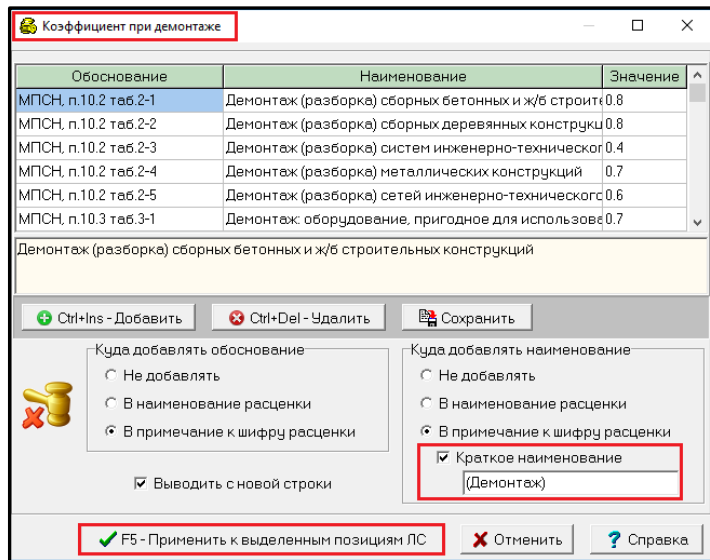 Коэффициент при демонтаже
Обоснование Наименование Значение
МПСН, п.10.2 таб.2-1 Демонтаж (разборка) сборных бетонных и ж/б строите 0.8
МПСН, п.10.2 таб.2-2 Демонтаж (разборка) сборных деревянных конструкц 0.8
МПСН, п.10.2 таб.2-3 Демонтаж (разборка) систем инженерно-техническог 0.4
МПСН, п.10.2 таб.2-4 Демонтаж (разборка) металлических конструкций 0.7
МПСН, п.10.2 таб.2-5 Демонтаж (разборка) сетей инженерно-техническог 0.6
МПСН, п.10.3 таб.3-1 Демонтаж: оборудование, пригодное для использова 0.7
Демонтаж (разборка) сборных бетонных и ж/б строительных конструкций
Ctrl+Ins - Добавить Ctrl+Del - Удалить Сохранить
Куда добавлять обоснование
Не добавлять
В наименование расценки
В примечание к шифру расценки
Выводить с новой строки
Куда добавлять наименование
Не добавлять
В наименование расценки
В примечание к шифру расценки
Краткое наименование
(Демонтаж)
F5 - Применить к выделенным позициям ЛС Отменить Справка